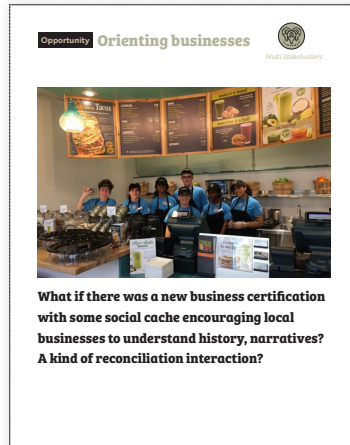 Opportunity Orienting businesses
Multi Stakeholders
Tacos
What if there was a new business certification
with some social cache encouraging local
businesses to understand history, narratives?
A kind of reconciliation interaction?